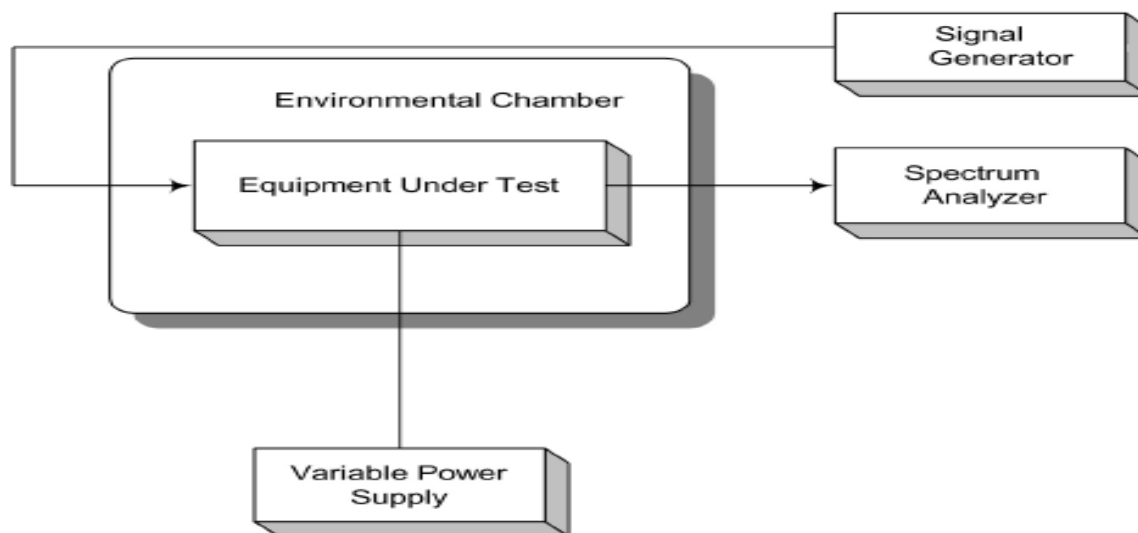 Signal
Generator
Environmental Chamber
Equipment Under Test
Spectrum
Analyzer
Variable Power
Supply